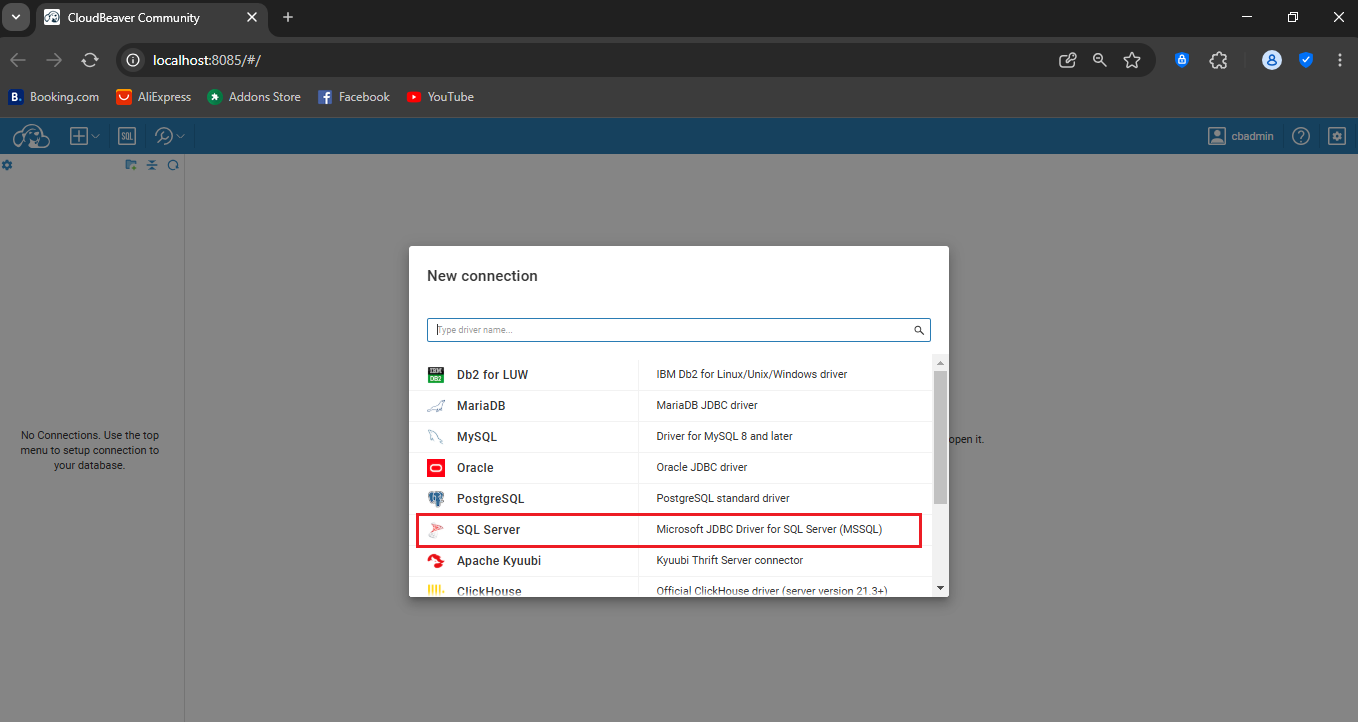 CloudBeaver Community
localhost:8085/#/
B. Booking.com AliExpress Addons Store Facebook YouTube
SQL cbadmin ?
New connection
Type driver name...
IBM DB2 Db2 for LUW IBM Db2 for Linux/Unix/Windows driver
MariaDB MariaDB JDBC driver
No Connections. Use the top
menu to setup connection to
your database.
MySQL Driver for MySQL 8 and later
open it.
Oracle Oracle JDBC driver
PostgreSQL PostgreSQL standard driver
SQL Server Microsoft JDBC Driver for SQL Server (MSSQL)
Apache Kyuubi Kyuubi Thrift Server connector
ClickHouse Official ClickHouse driver (server version 21.3+)